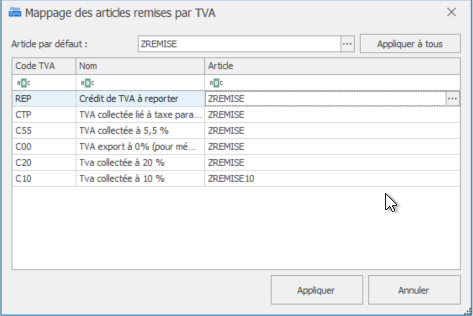 Mappage des articles remises par TVA
Article par défaut : ZREMISE ... Appliquer à tous
Code TVA Nom Article
REP Crédit de TVA à reporter ZREMISE ...
CTP TVA collectée lié à taxe para... ZREMISE
C55 TVA collectée à 5,5 % ZREMISE
C00 TVA export à 0% (pour mé... ZREMISE
C20 Tva collectée à 20 % ZREMISE
C10 Tva collectée à 10 % ZREMISE10
Appliquer Annuler